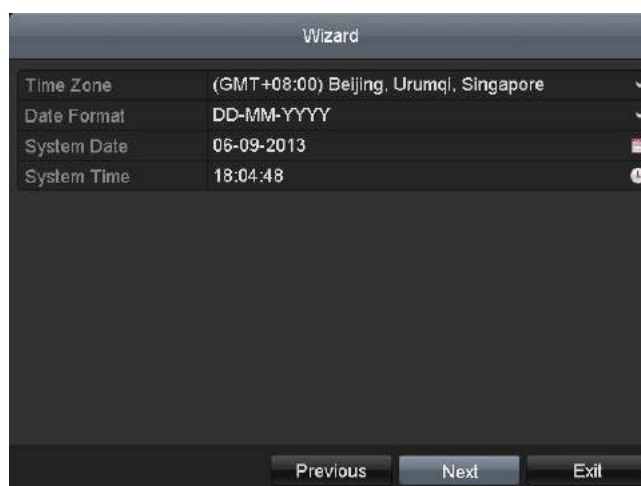 Wizard
Time Zone (GMT+08:00) Beijing, Urumqi, Singapore
Date Format DD-MM-YYYY
System Date 06-09-2013
System Time 18:04:48
Previous Next Exit